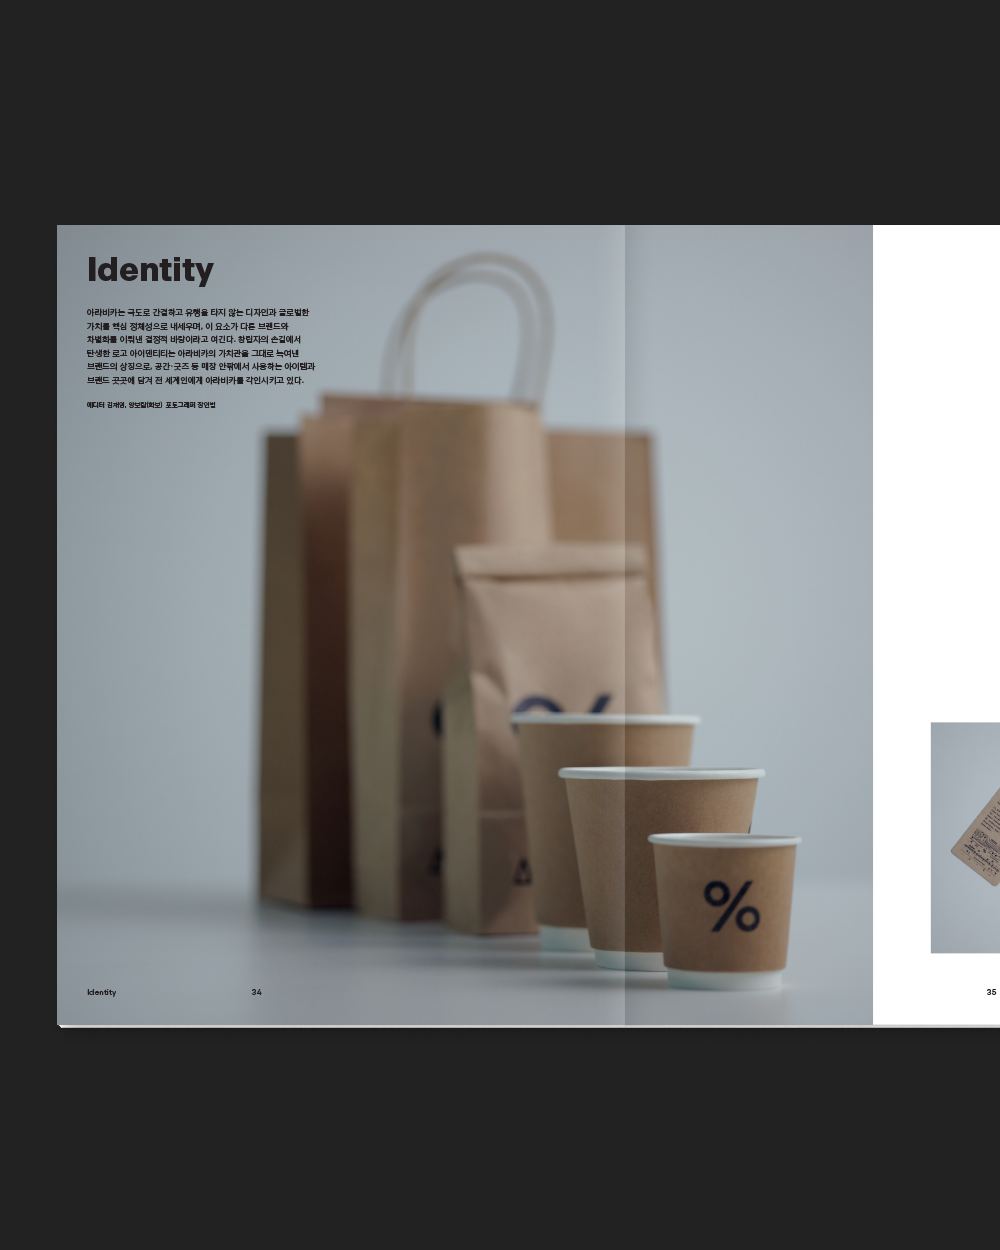 Identity
아라비카는 극도로 간결하고 유행을 타지 않는 디자인과 글로벌한
가치를 핵심 정체성으로 내세우며, 이 요소가 다른 브랜드와
차별화를 이뤄낸 결정적 바탕이라고 여긴다. 창립자의 손길에서
탄생한 로고 아이덴티티는 아라비카의 가치관을 그대로 녹여낸
브랜드의 상징으로, 공간·굿즈 등 매장 안팎에서 사용하는 아이템과
브랜드 곳곳에 담겨 전 세계인에게 아라비카를 각인시키고 있다.
에디터 김재영, 양보람(화보) 포토그래퍼 장인범
%
%
Identity 34
35